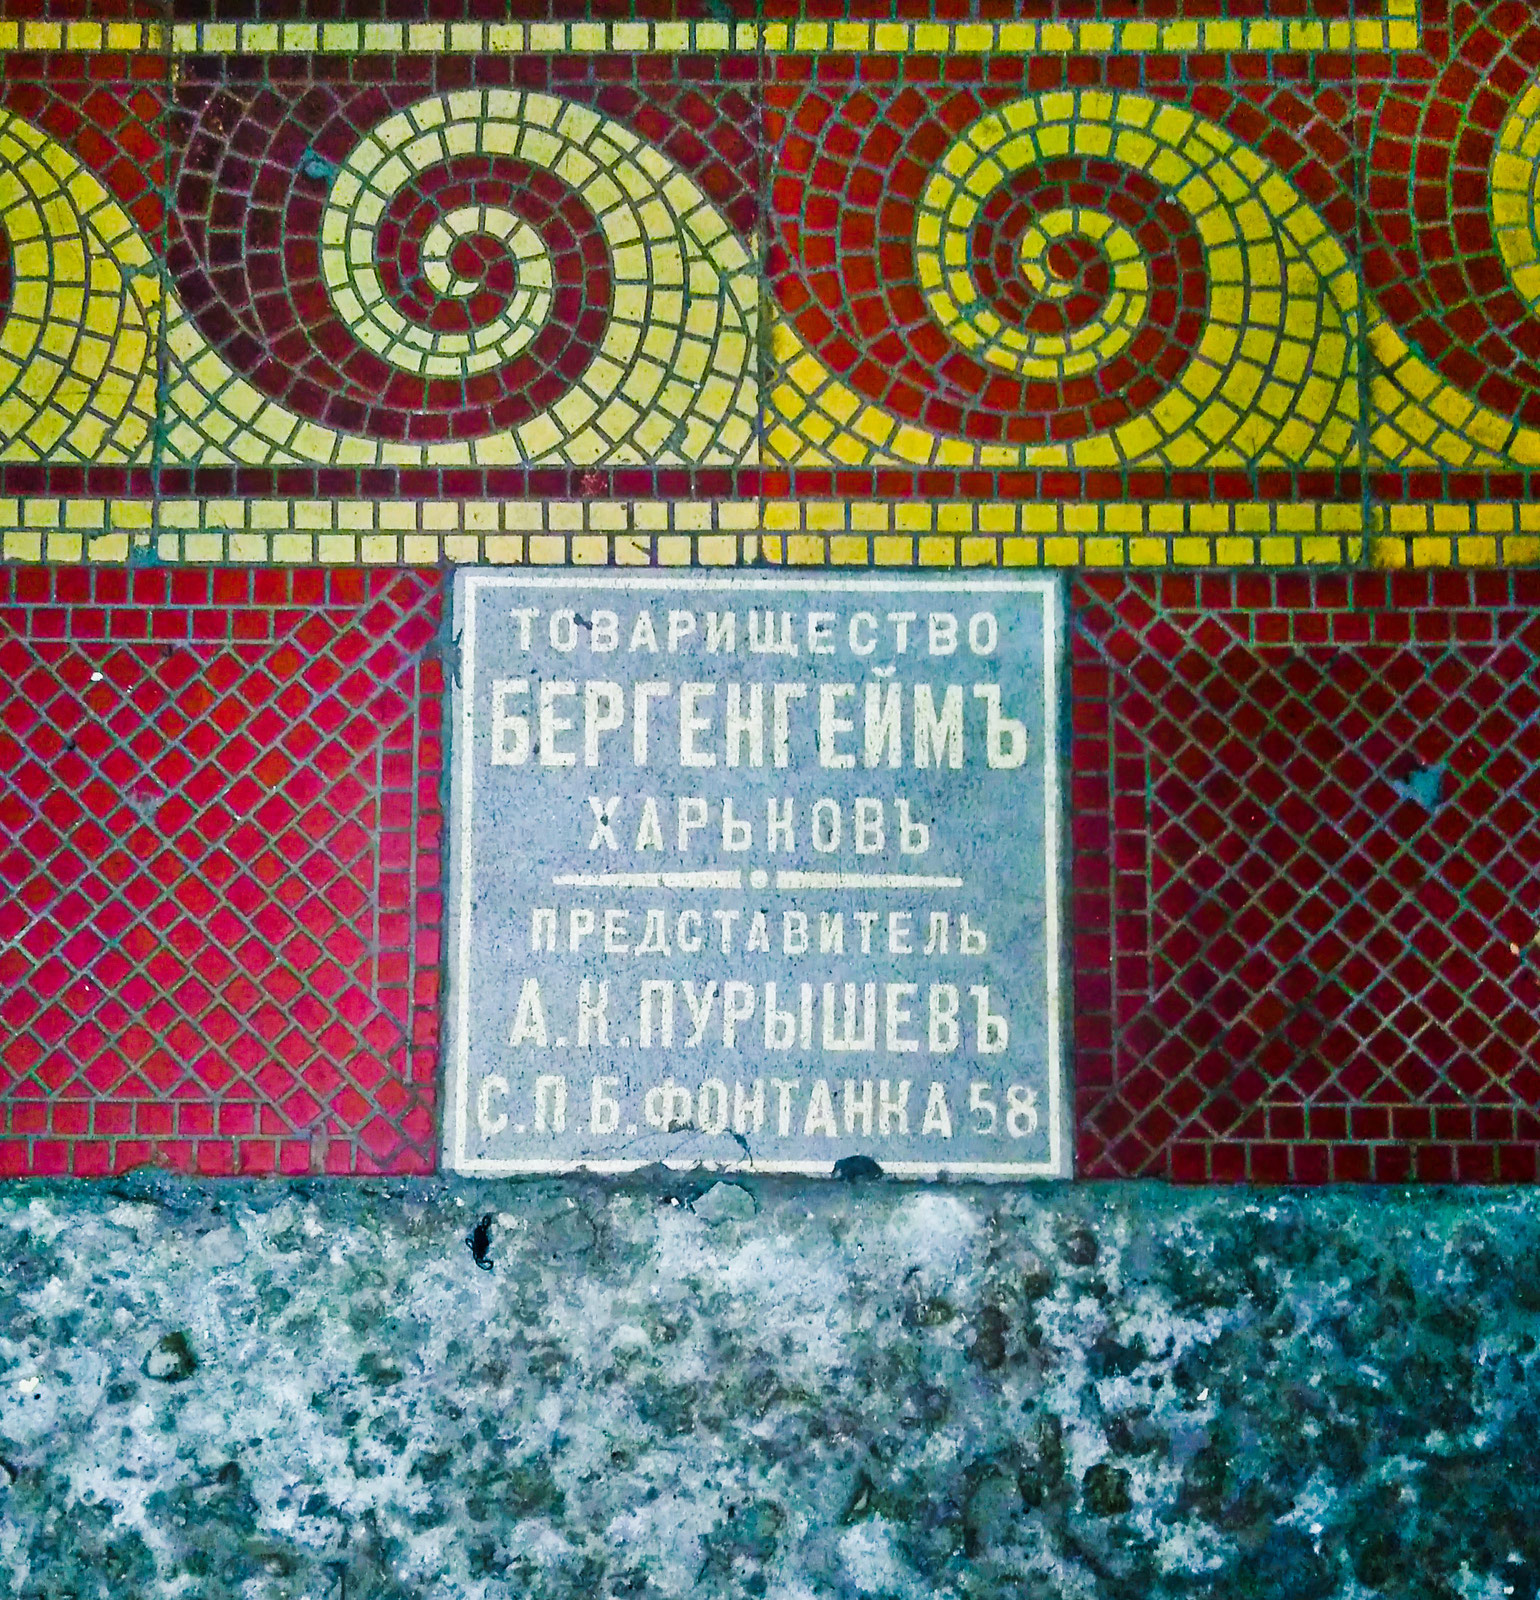 ТОВАРИЩЕСТВО
БЕРГЕНГЕЙМЪ
ХАРЬКОВЪ
ПРЕДСТАВИТЕЛЬ
А.К.ПУРЫШЕВЪ
С.П.Б.ФОНТАНКА 58